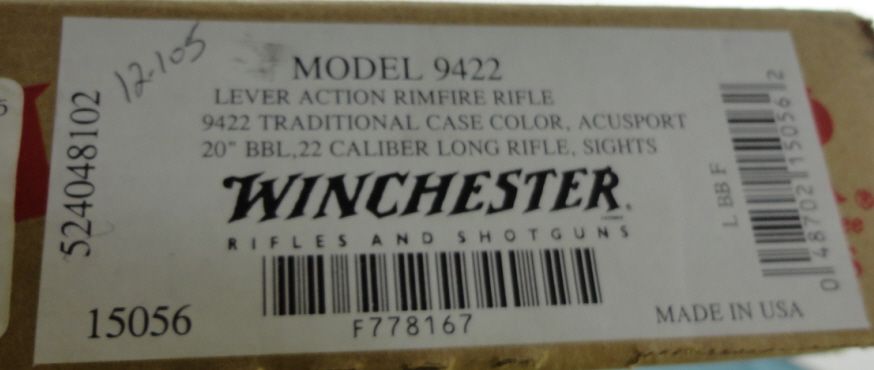 12.105
MODEL 9422
LEVER ACTION RIMFIRE RIFLE
9422 TRADITIONAL CASE COLOR, ACUSPORT
20" BBL,22 CALIBER LONG RIFLE, SIGHTS
WINCHESTER
RIFLES AND SHOTGUNS
F778167
15056
524048102
L BB F
0 48702 15056 2
MADE IN USA